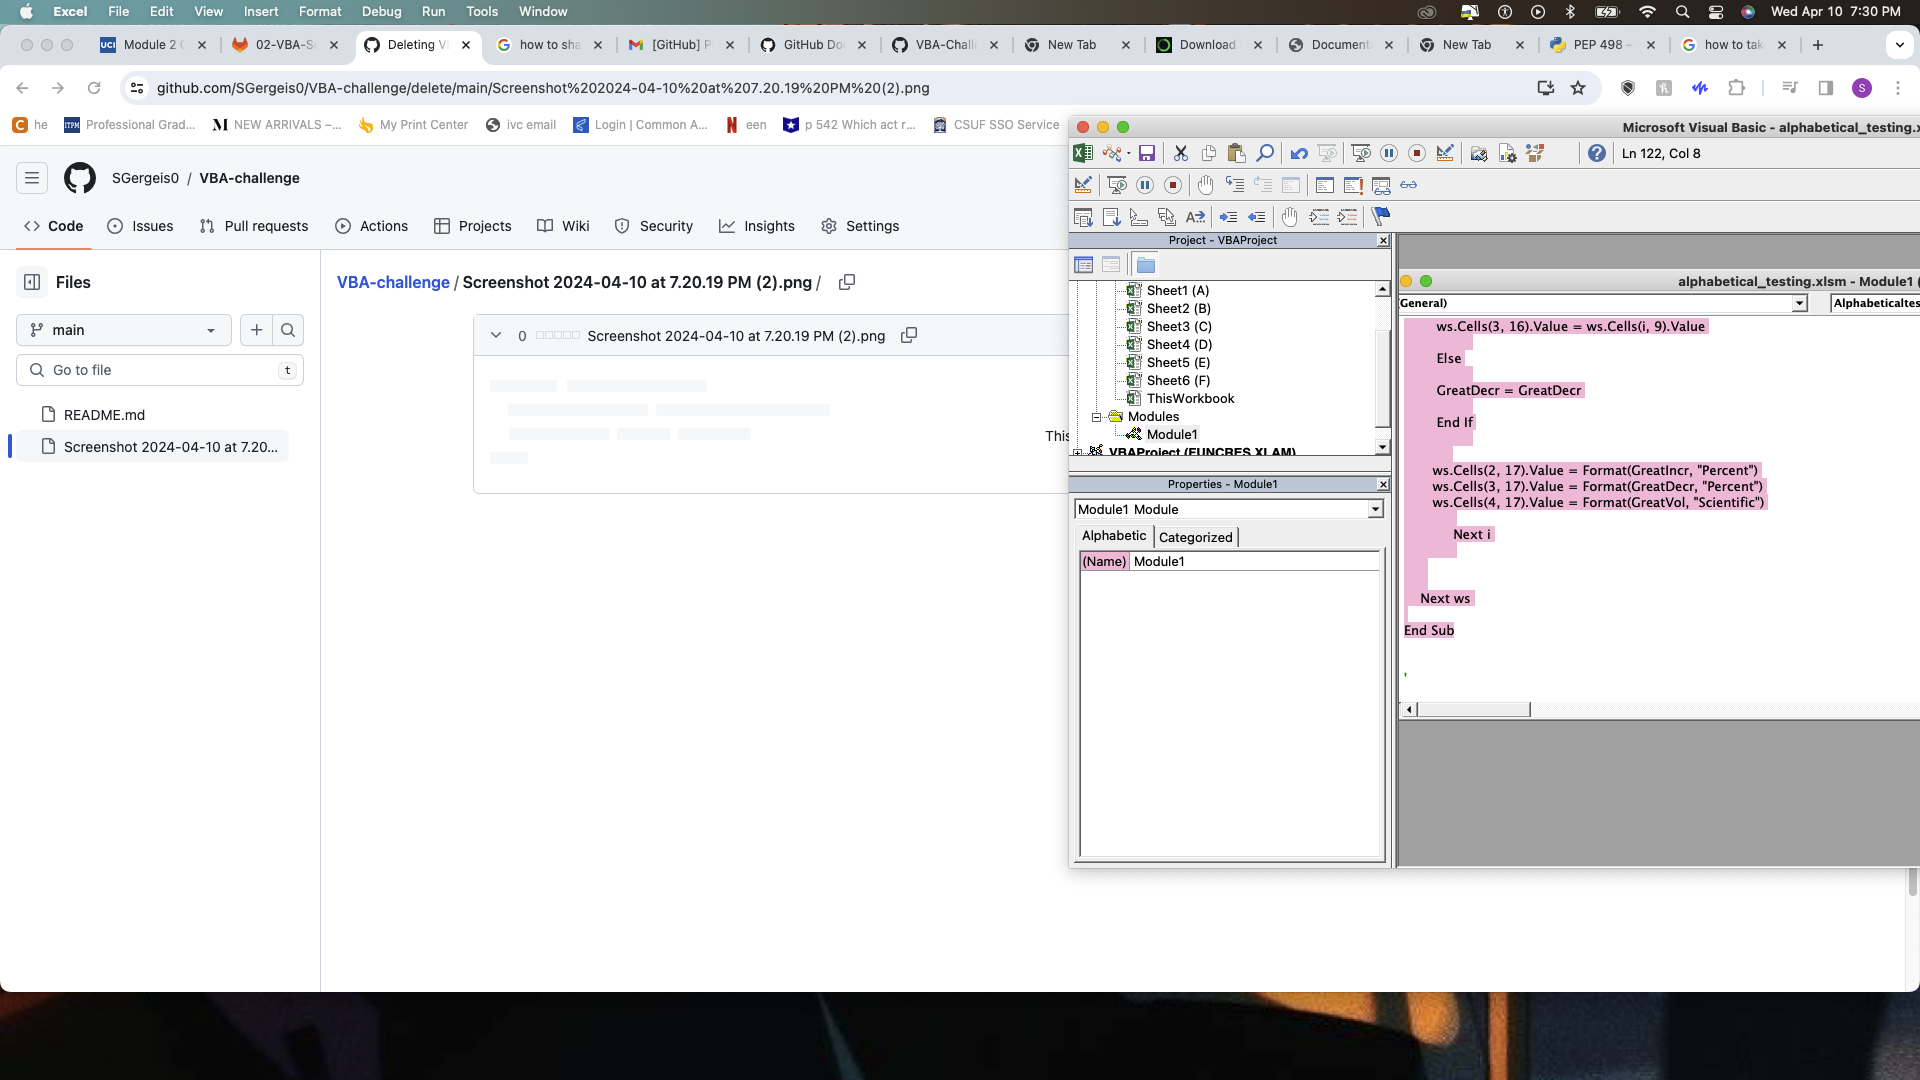 Excel File Edit View Insert Format Debug Run Tools Window Wed Apr 10 7:30 PM
Module 2 02-VBA-S Deleting V how to sha [GitHub] P GitHub Do VBA-Chall New Tab Download Document New Tab PEP 498 - how to tak
github.com/SGergeis0/VBA-challenge/delete/main/Screenshot%202024-04-10%20at%207.20.19%20PM%20(2).png S
he Professional Grad... NEW ARRIVALS –... My Print Center ivc email Login | Common A... een p 542 Which act r... CSUF SSO Service
Microsoft Visual Basic - alphabetical_testing.x
Ln 122, Col 8
SGergeis0 / VBA-challenge
Code Issues Pull requests Actions Projects Wiki Security Insights Settings
Files
main
Go to file t
README.md
Screenshot 2024-04-10 at 7.20...
VBA-challenge / Screenshot 2024-04-10 at 7.20.19 PM (2).png /
0 Screenshot 2024-04-10 at 7.20.19 PM (2).png
This
Project - VBAProject
Sheet1 (A)
Sheet2 (B)
Sheet3 (C)
Sheet4 (D)
Sheet5 (E)
Sheet6 (F)
ThisWorkbook
Modules
Module1
VBAProject (FUNCRES.XLAM)
Properties - Module1
Module1 Module
Alphabetic Categorized
(Name) Module1
alphabetical_testing.xlsm - Module1 (
General) Alphabeticaltes
ws.Cells(3, 16).Value = ws.Cells(i, 9).Value
Else
GreatDecr = GreatDecr
End If
ws.Cells(2, 17).Value = Format(GreatIncr, "Percent")
ws.Cells(3, 17).Value = Format(GreatDecr, "Percent")
ws.Cells(4, 17).Value = Format(GreatVol, "Scientific")
Next i
Next ws
End Sub
'